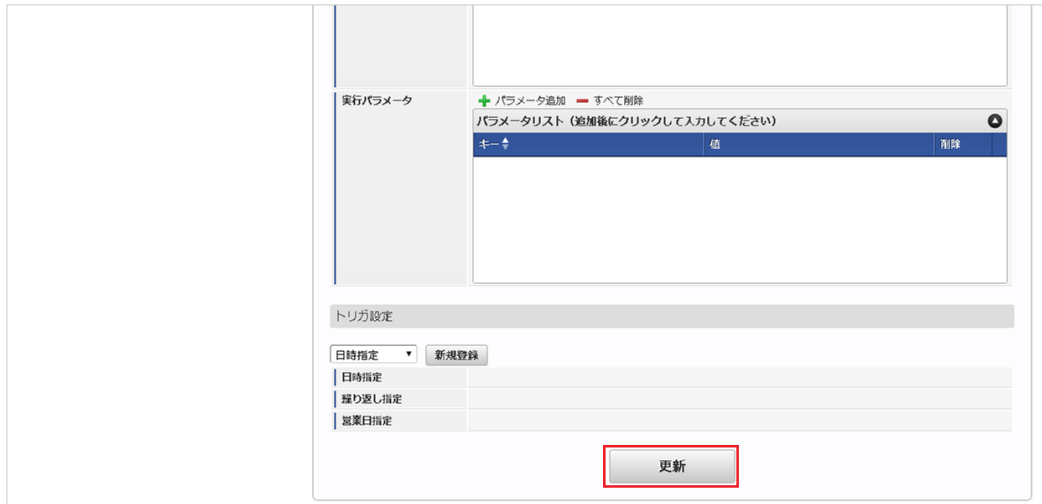 実行パラメータ
パラメータ追加 すべて削除
パラメータリスト（追加後にクリックして入力してください）
キー 値 削除
トリガ設定
日時指定 新規登録
日時指定
繰り返し指定
営業日指定
更新